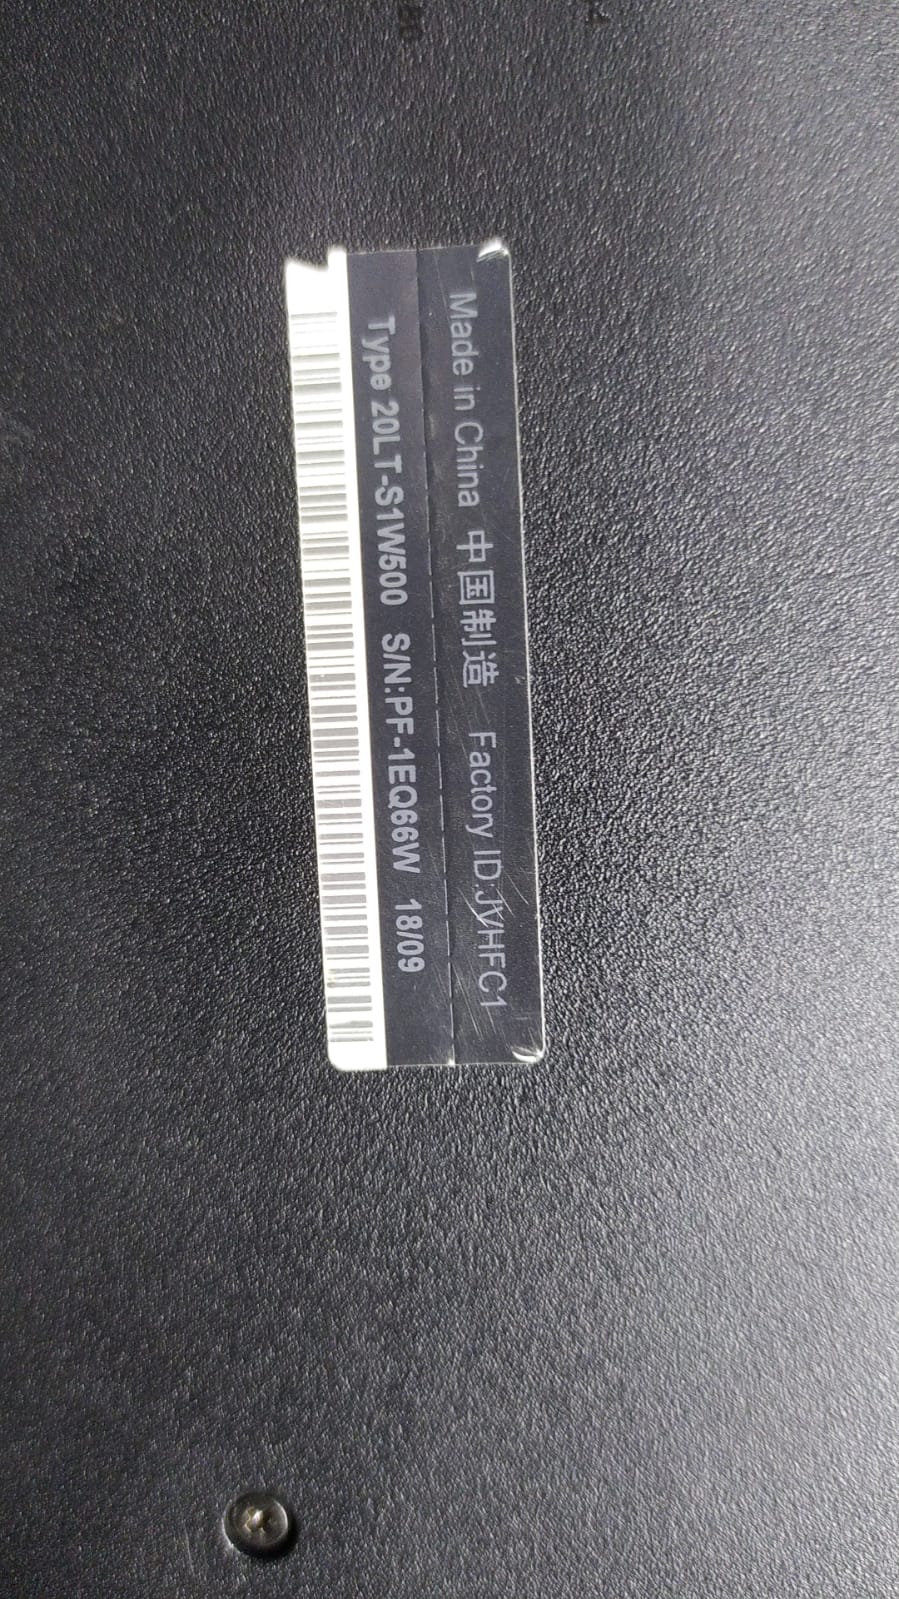 Made in China 中国制造 Factory ID:JVHFC1
Type 20LT-S1W500 S/N:PF-1EQ66W 18/09